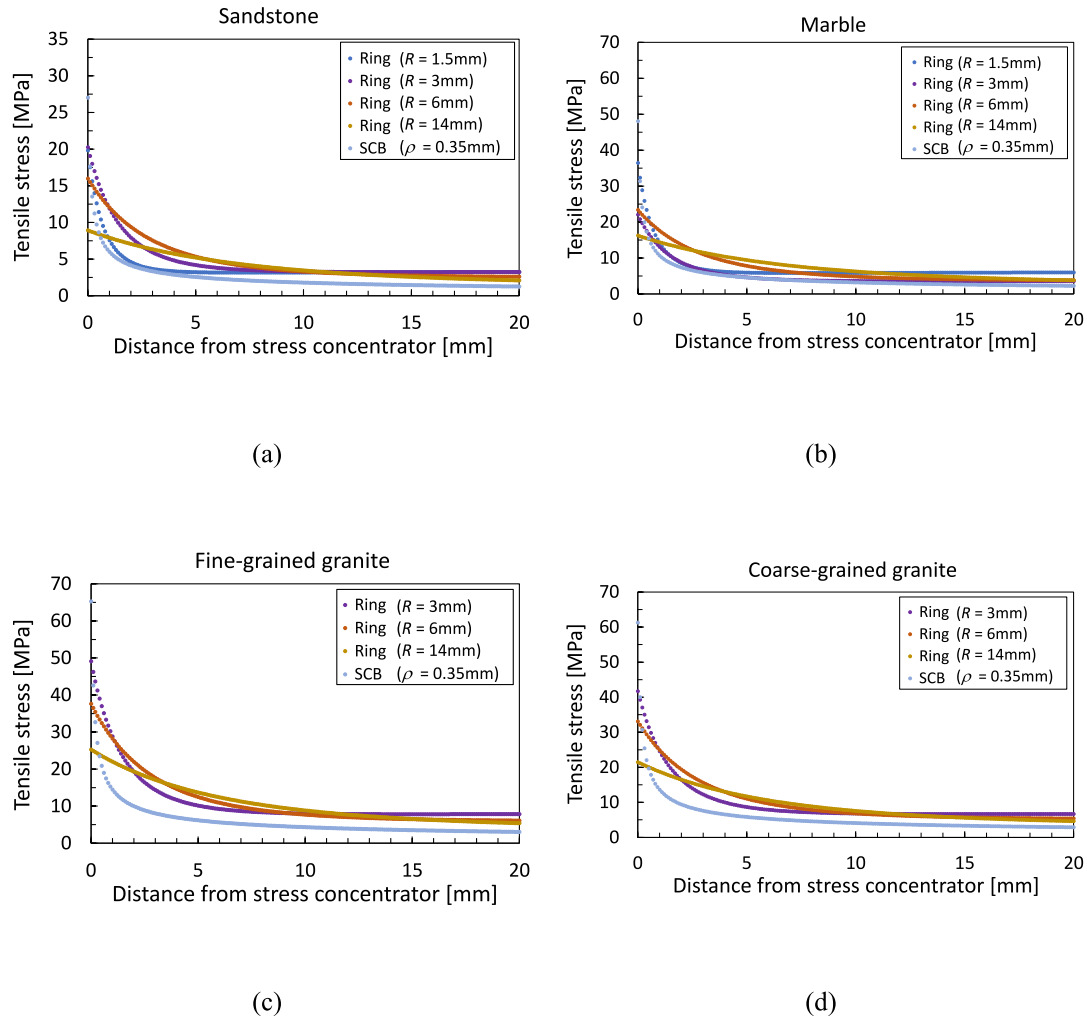 Sandstone
35
30
25
20
15
10
5
0
Tensile stress [MPa]
Ring (R = 1.5mm)
Ring (R = 3mm)
Ring (R = 6mm)
Ring (R = 14mm)
SCB (ρ = 0.35mm)
0 5 10 15 20
Distance from stress concentrator [mm]
(a)
Marble
70
60
50
40
30
20
10
0
Tensile stress [MPa]
Ring (R = 1.5mm)
Ring (R = 3mm)
Ring (R = 6mm)
Ring (R = 14mm)
SCB (ρ = 0.35mm)
0 5 10 15 20
Distance from stress concentrator [mm]
(b)
Fine-grained granite
70
60
50
40
30
20
10
0
Tensile stress [MPa]
Ring (R = 3mm)
Ring (R = 6mm)
Ring (R = 14mm)
SCB (ρ = 0.35mm)
0 5 10 15 20
Distance from stress concentrator [mm]
(c)
Coarse-grained granite
70
60
50
40
30
20
10
0
Tensile stress [MPa]
Ring (R = 3mm)
Ring (R = 6mm)
Ring (R = 14mm)
SCB (ρ = 0.35mm)
0 5 10 15 20
Distance from stress concentrator [mm]
(d)